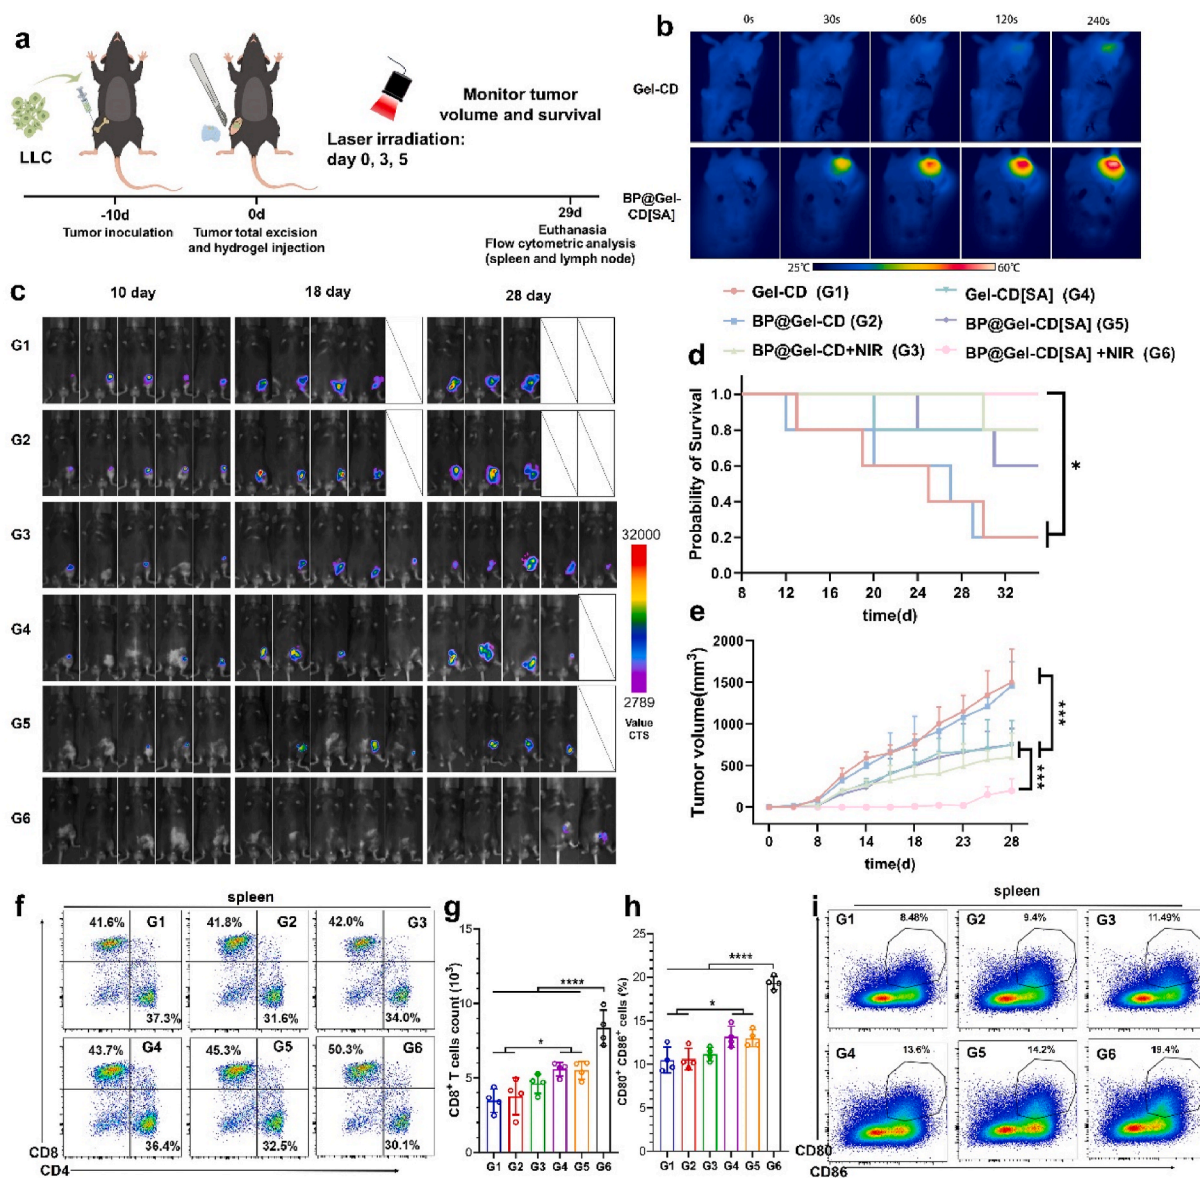 a
LLC
Laser irradiation:
day 0, 3, 5
Monitor tumor
volume and survival
-10d
Tumor inoculation
0d
Tumor total excision
and hydrogel injection
29d
Euthanasia
Flow cytometric analysis
(spleen and lymph node)
b
0s 30s 60s 120s 240s
Gel-CD
BP@Gel-
CD[SA]
25℃ 60℃
c
10 day 18 day 28 day
G1
G2
G3
G4
G5
G6
32000
2789
Value
CTS
Gel-CD (G1) Gel-CD[SA] (G4)
BP@Gel-CD (G2) BP@Gel-CD[SA] (G5)
BP@Gel-CD+NIR (G3) BP@Gel-CD[SA] +NIR (G6)
d
Probability of Survival
1.0
0.8
0.6
0.4
0.2
0.0
8 12 16 20 24 28 32
time(d)
*
e
Tumor volume(mm³)
2000
1500
1000
500
0
0 8 14 18 23 28
time(d)
***
***
f
spleen
41.6% G1 41.8% G2 42.0% G3
37.3% 31.6% 34.0%
43.7% G4 45.3% G5 50.3% G6
36.4% 32.5% 30.1%
CD8
CD4
g
CD8⁺ T cells count (10³)
15
10
5
0
****
*
G1 G2 G3 G4 G5 G6
h
CD80⁺ CD86⁺ cells (%)
25
20
15
10
5
0
****
*
G1 G2 G3 G4 G5 G6
i
spleen
G1 8.48% G2 9.4% G3 11.49%
G4 13.6% G5 14.2% G6 19.4%
CD80
CD86